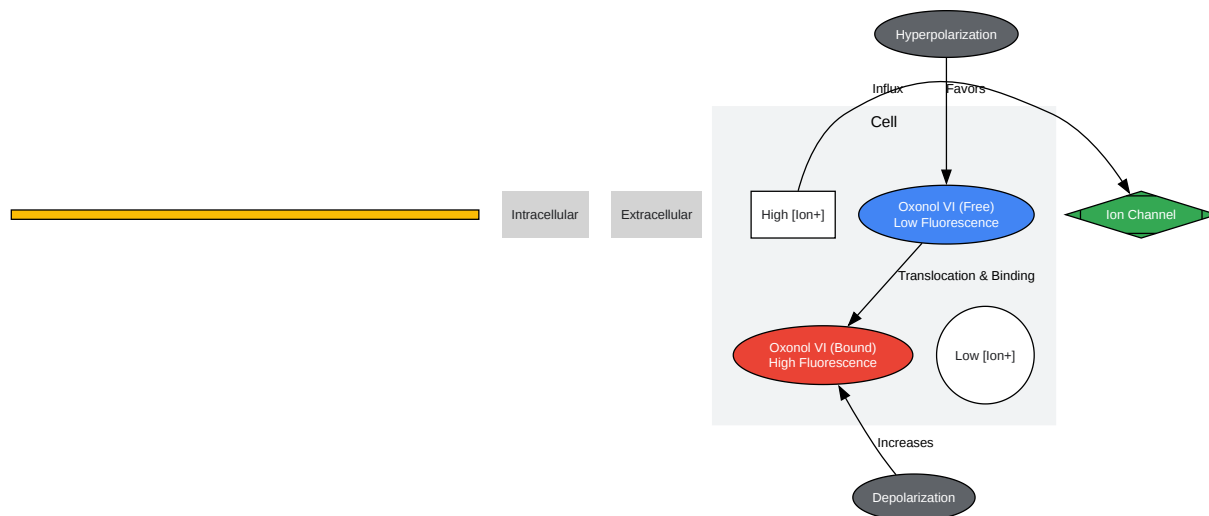 Hyperpolarization
Influx
Favors
Cell
Intracellular
Extracellular
High [Ion+]
Oxonol VI (Free)
Low Fluorescence
Ion Channel
Translocation & Binding
Oxonol VI (Bound)
High Fluorescence
Low [Ion+]
Increases
Depolarization